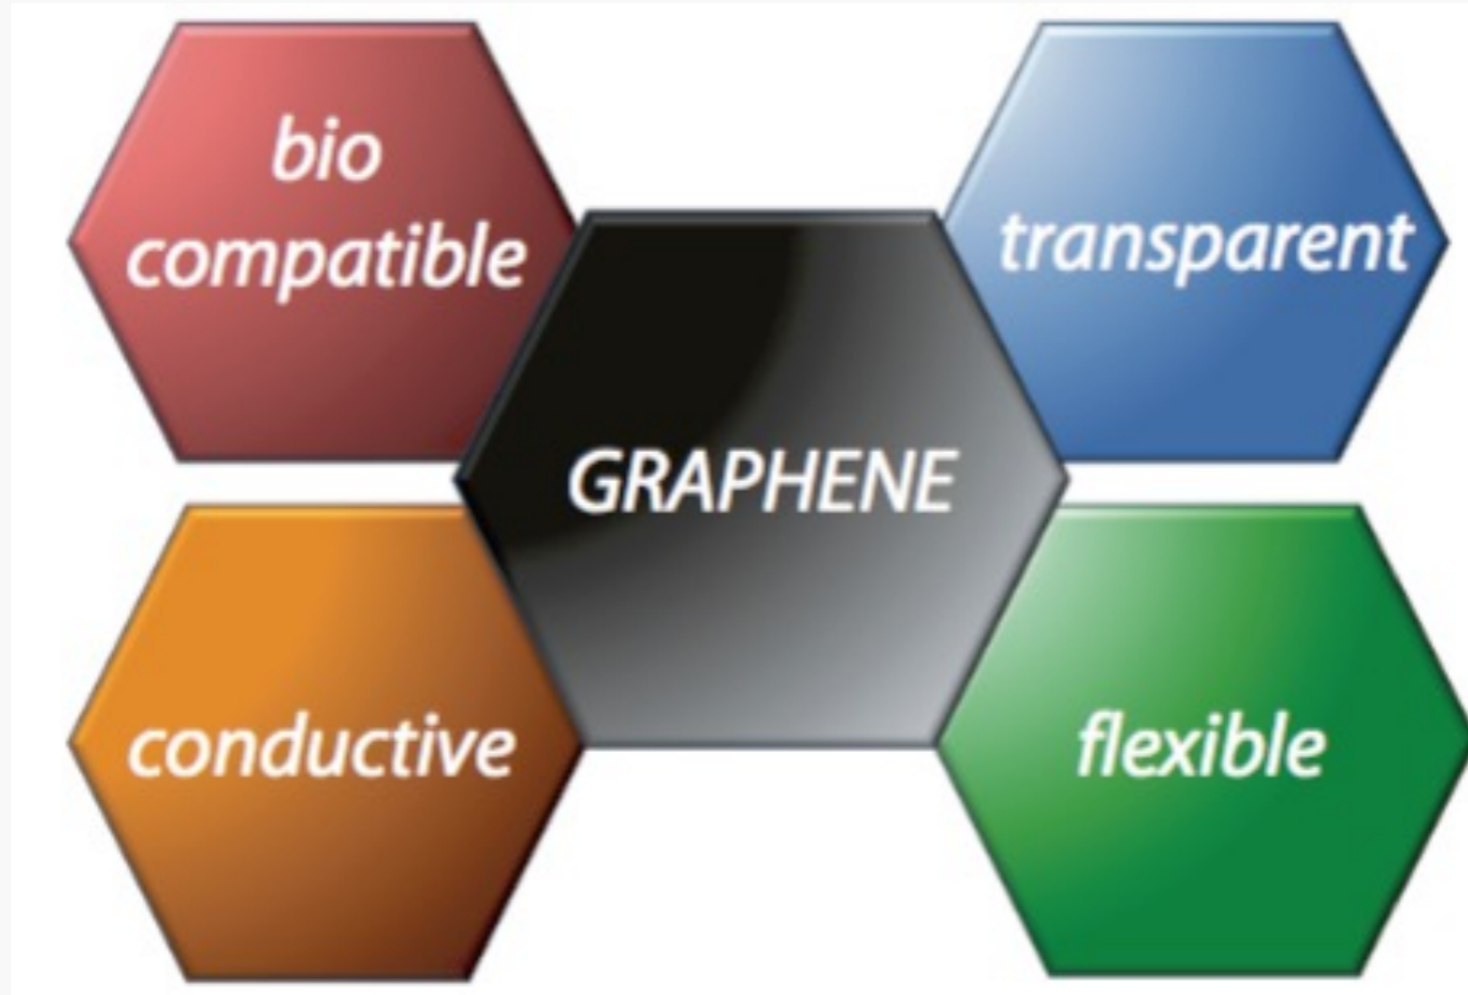 bio
compatible
transparent
GRAPHENE
conductive
flexible